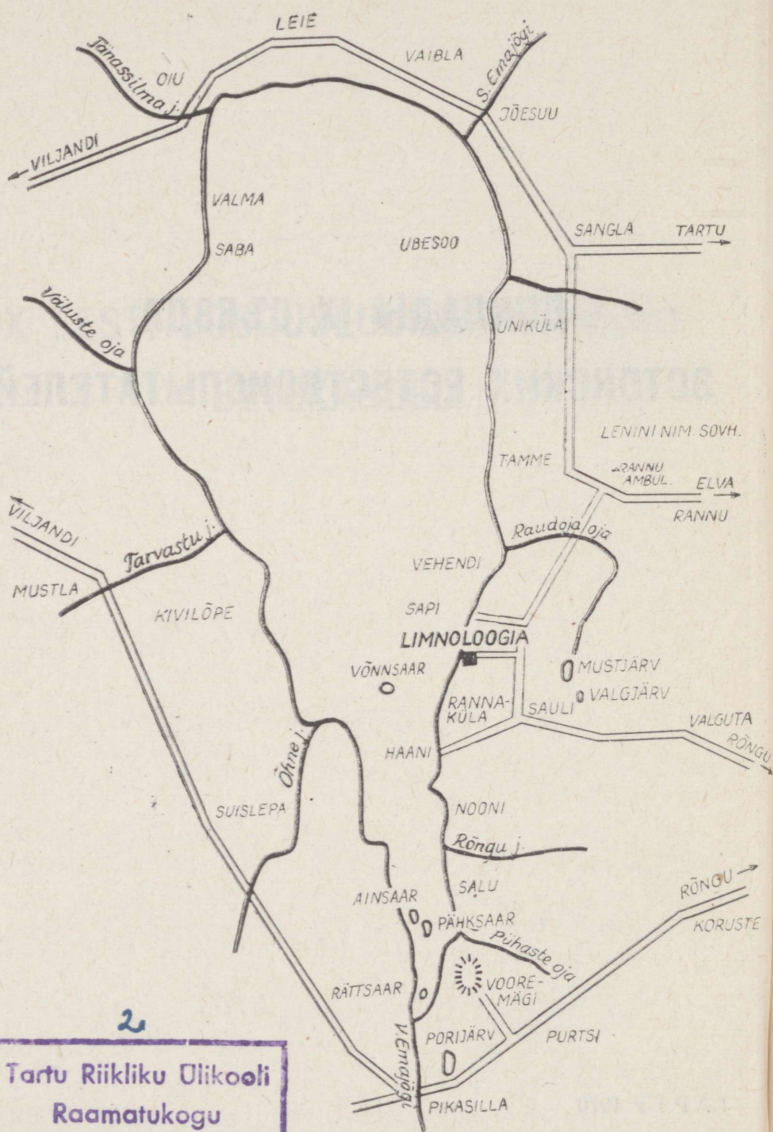 LEIE
Tänassilma j.
OIU
VAIBLA
S. Emajõgi
JÕESUU
VILJANDI
VALMA
SABA
UBESOO
SANGLA
TARTU
Väluste oja
UNIKÜLA
LENINI NIM. SOVH.
TAMME
RANNU
AMBUL.
ELVA
RANNU
VILJANDI
Tarvastu j.
Raudoja oja
VEHENDI
MUSTLA
KIVILÕPE
SAPI
LIMNOLOOGIA
VÕNNSAAR
MUSTJÄRV
VALGJÄRV
RANNA-
KÜLA
SAULI
VALGUTA
RÕNGU
HAANI
Õhne j.
SUISLEPA
NOONI
Rõngu j.
SALU
RÕNGU
AINSAAR
PÄHKSAAR
KORUSTE
Pühaste oja
RÄTTSAAR
VOORE-
MÄGI
PORIJÄRV
PURTSI
V. Emajõgi
PIKASILLA
2
Tartu Riikliku Ülikooli
Raamatukogu